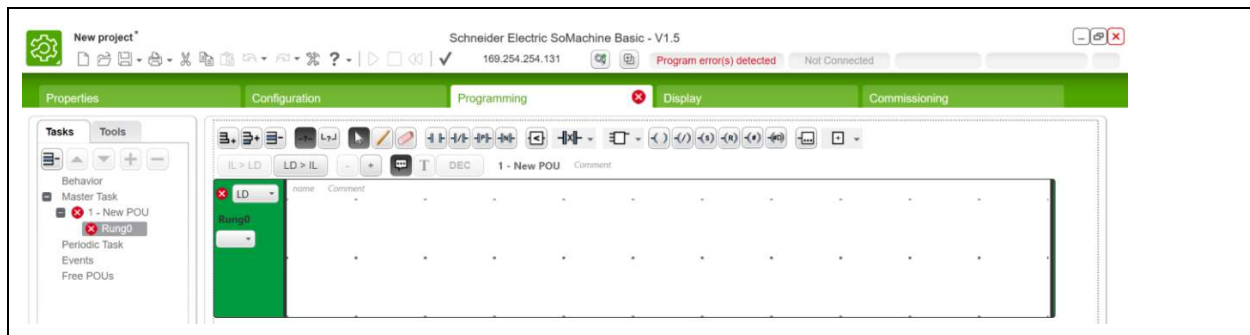 New project*
Schneider Electric SoMachine Basic - V1.5
? 169.254.254.131 Program error(s) detected Not Connected
Properties Configuration Programming Display Commissioning
Tasks Tools
IL > LD LD > IL - + T DEC 1 - New POU Comment
Behavior
LD name Comment
Master Task
1 - New POU
Rung0
Rung0
Periodic Task
Events
Free POUs